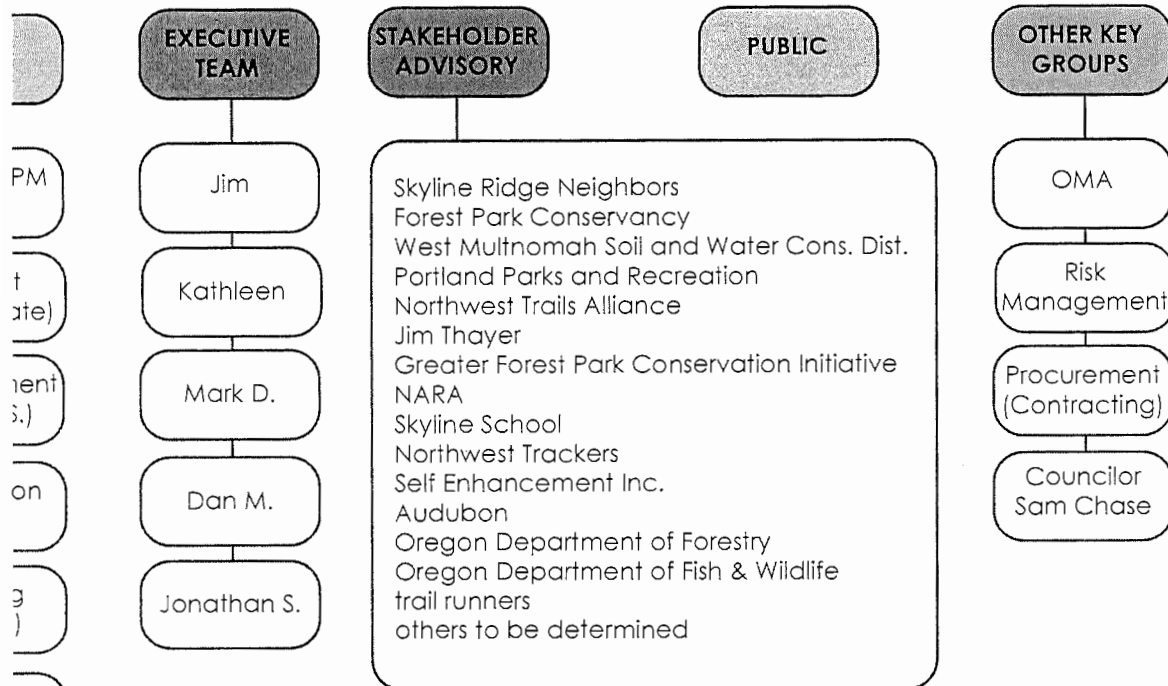 PM
t
ate)
nent
S.)
on
g
)
EXECUTIVE
TEAM
Jim
Kathleen
Mark D.
Dan M.
Jonathan S.
STAKEHOLDER
ADVISORY
Skyline Ridge Neighbors
Forest Park Conservancy
West Multnomah Soil and Water Cons. Dist.
Portland Parks and Recreation
Northwest Trails Alliance
Jim Thayer
Greater Forest Park Conservation Initiative
NARA
Skyline School
Northwest Trackers
Self Enhancement Inc.
Audubon
Oregon Department of Forestry
Oregon Department of Fish & Wildlife
trail runners
others to be determined
PUBLIC
OTHER KEY
GROUPS
OMA
Risk
Management
Procurement
(Contracting)
Councilor
Sam Chase